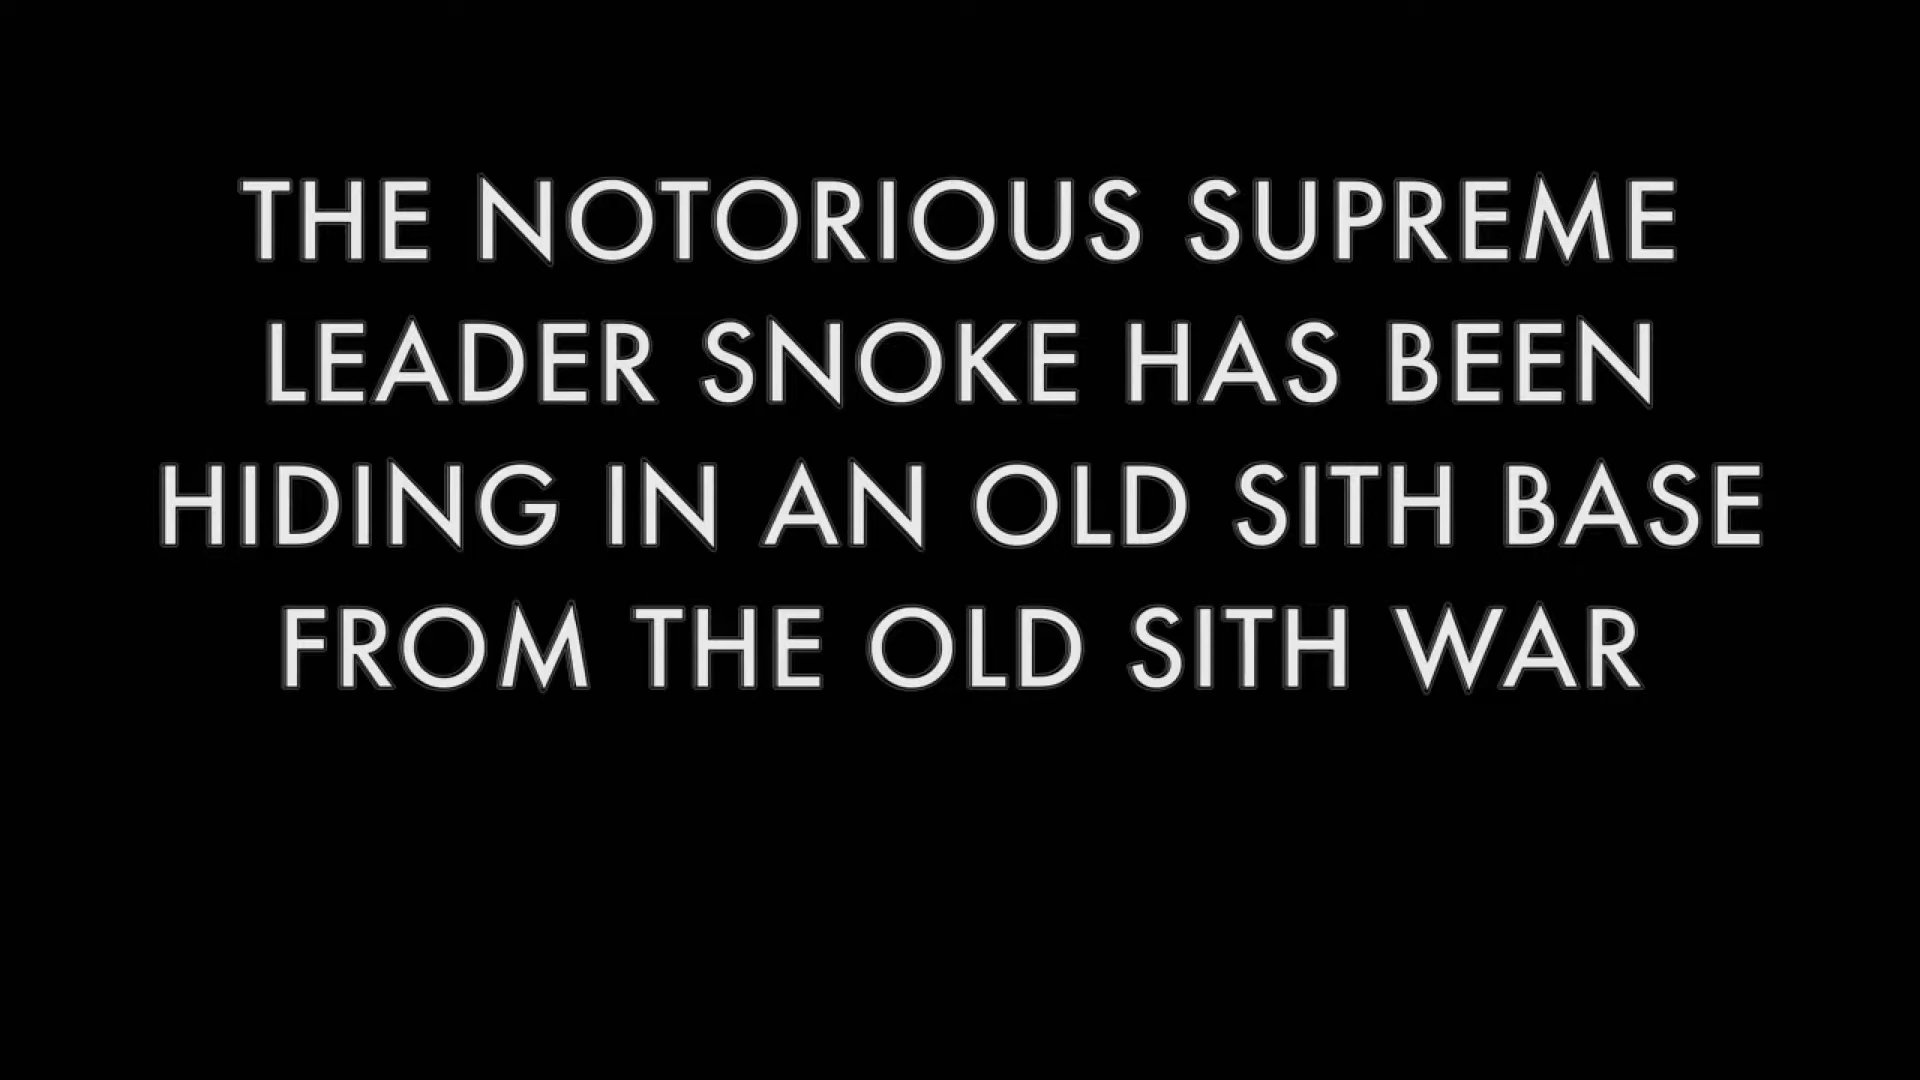 THE NOTORIOUS SUPREME
LEADER SNOKE HAS BEEN
HIDING IN AN OLD SITH BASE
FROM THE OLD SITH WAR